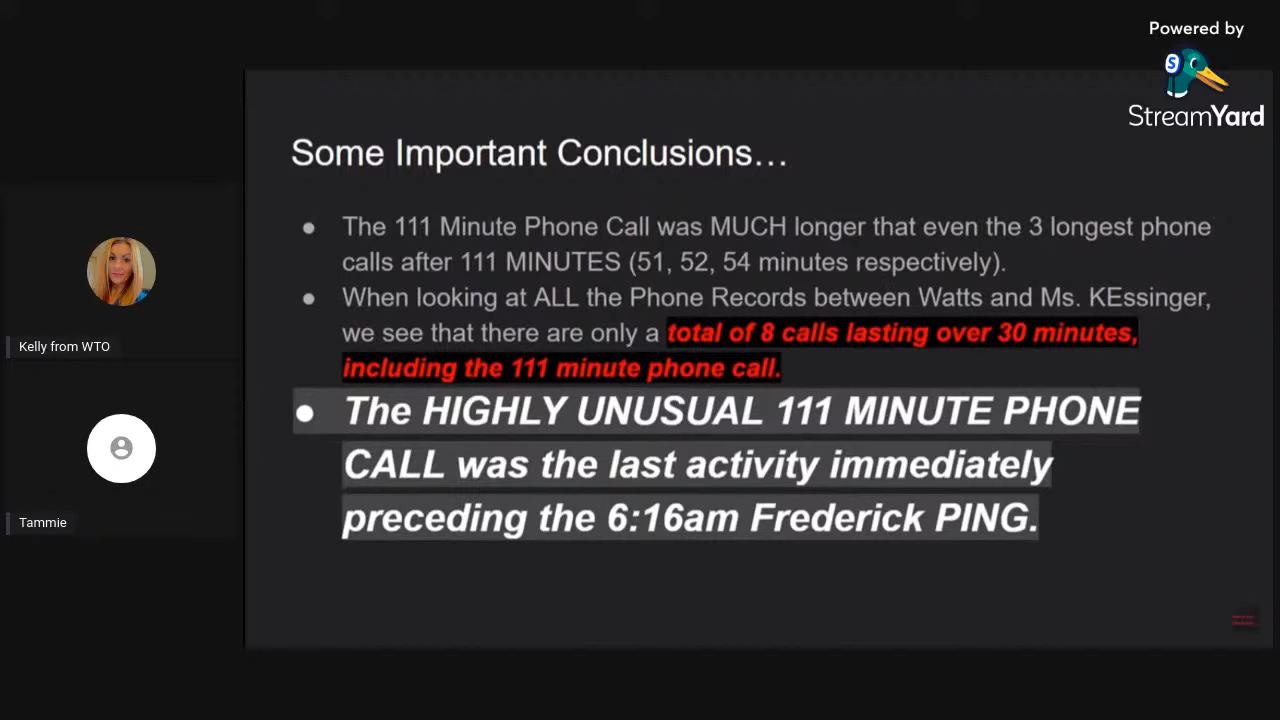 Powered by
S
StreamYard
Some Important Conclusions…
● The 111 Minute Phone Call was MUCH longer that even the 3 longest phone
calls after 111 MINUTES (51, 52, 54 minutes respectively).
● When looking at ALL the Phone Records between Watts and Ms. KEssinger,
we see that there are only a total of 8 calls lasting over 30 minutes,
including the 111 minute phone call.
● The HIGHLY UNUSUAL 111 MINUTE PHONE
CALL was the last activity immediately
preceding the 6:16am Frederick PING.
Kelly from WTO
Tammie